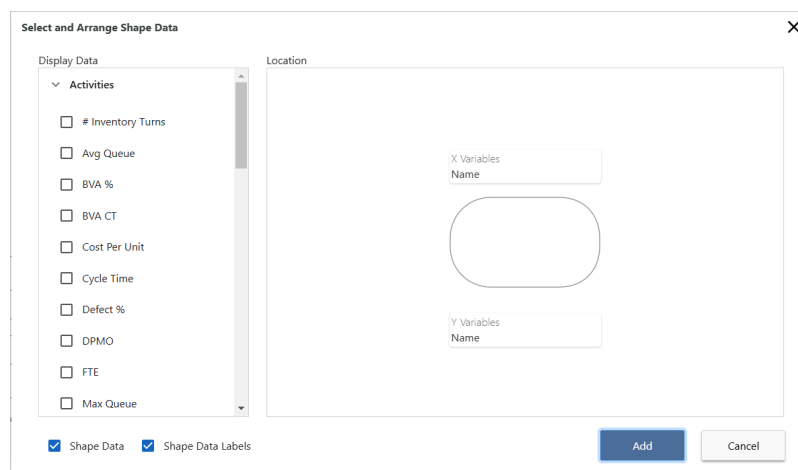 Select and Arrange Shape Data
Display Data
Location
Activities
# Inventory Turns
Avg Queue
BVA %
BVA CT
Cost Per Unit
Cycle Time
Defect %
DPMO
FTE
Max Queue
X Variables
Name
Y Variables
Name
Shape Data
Shape Data Labels
Add
Cancel